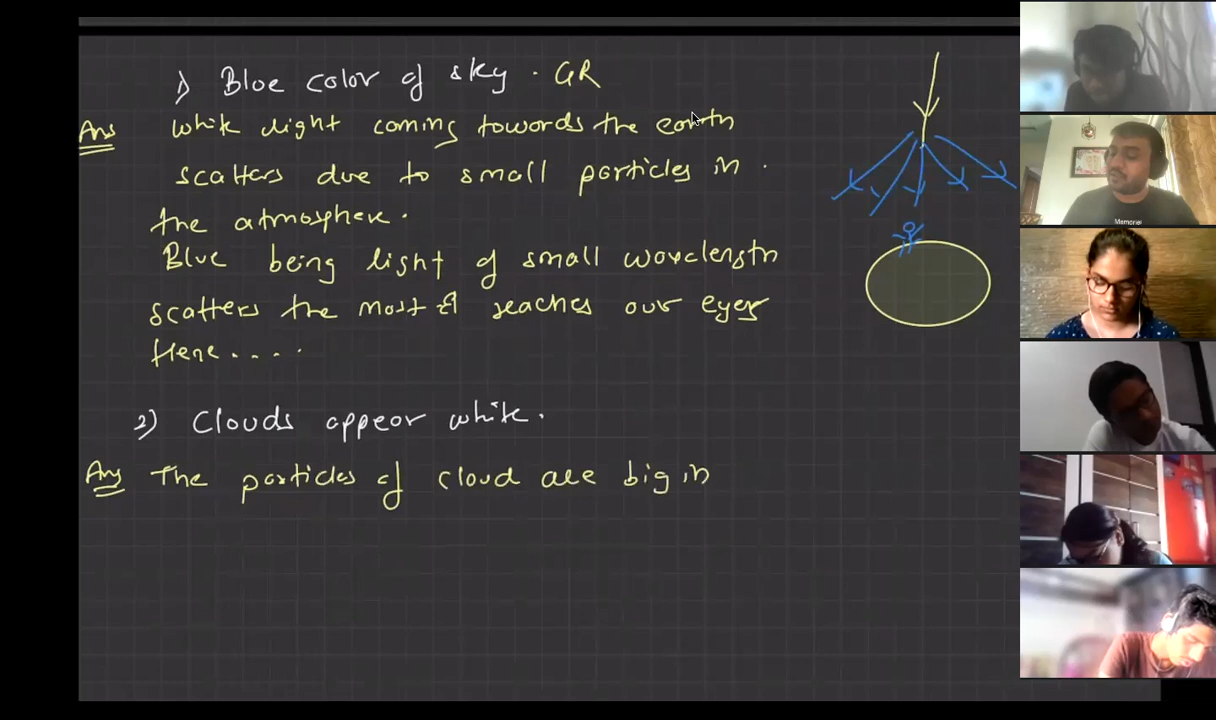 1) Blue color of sky. GR
Ans White light coming towards the earth
scatters due to small particles in
the atmosphere.
Blue being light of small wavelength
scatters the most & reaches our eyes
Hence....
2) Clouds appear white.
Ans The particles of cloud are big in
Memorial